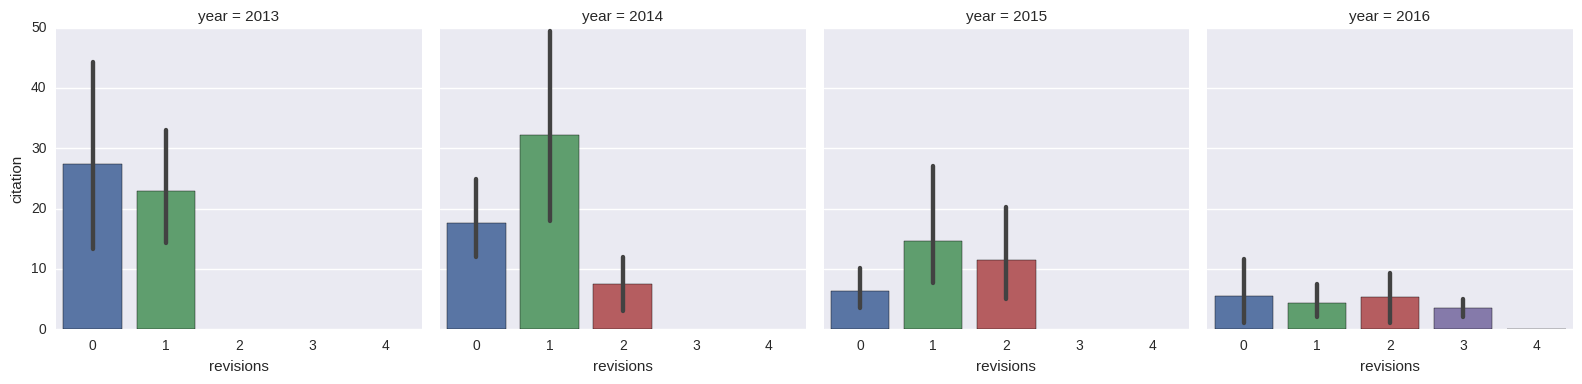 year = 2013
year = 2014
year = 2015
year = 2016
50
40
30
20
10
0
citation
0 1 2 3 4
0 1 2 3 4
0 1 2 3 4
0 1 2 3 4
revisions
revisions
revisions
revisions